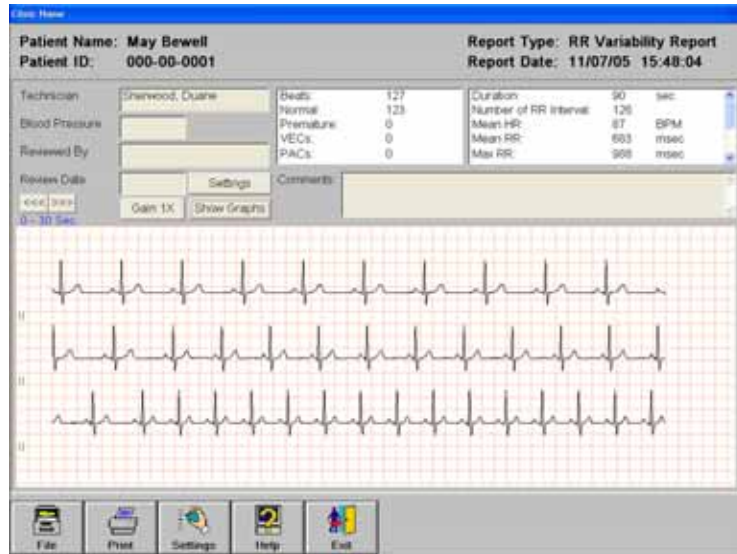 Clinic Name
Patient Name: May Bewell
Report Type: RR Variability Report
Patient ID: 000-00-0001
Report Date: 11/07/05 15:48:04
Technician
Sherwood, Duane
Blood Pressure
Reviewed By
Review Date
Settings
<<< >>>
Gain 1X
Show Graphs
0 - 30 Sec
Beats: 127
Normal 123
Premature: 0
VECs: 0
PACs: 0
Duration 90 sec
Number of RR Interval: 126
Mean HR: 87 BPM
Mean RR: 683 msec
Max RR: 988 msec
Comments:
II
II
II
File
Print
Settings
Help
Exit